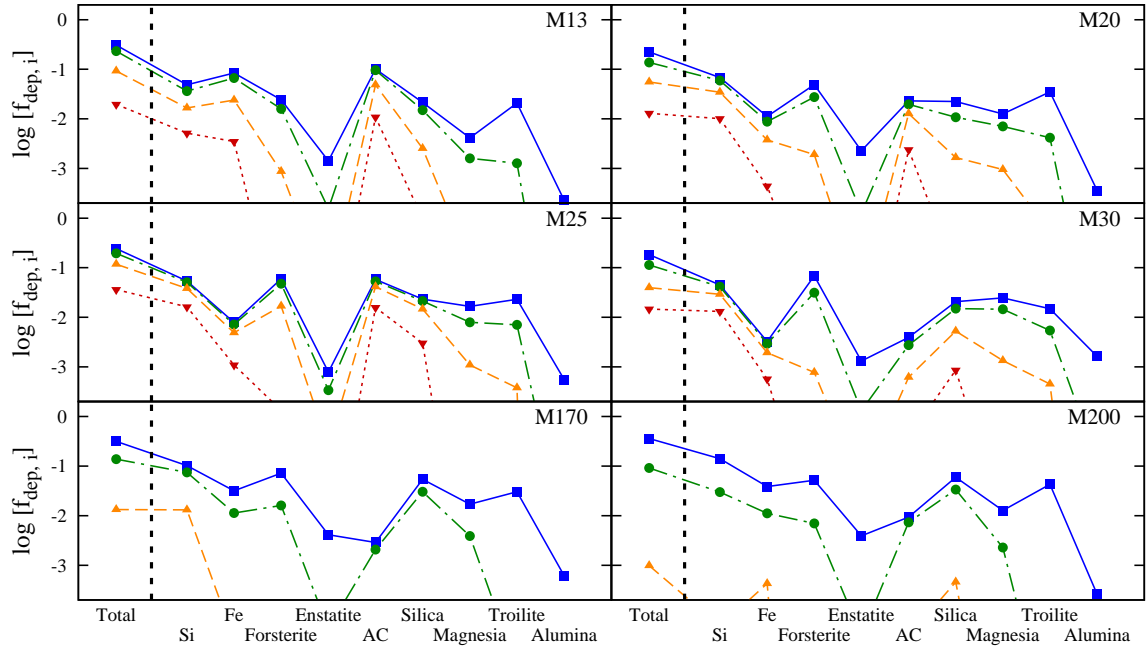 0
-1
-2
-3
log [f_dep, i]
M13
M20
0
-1
-2
-3
log [f_dep, i]
M25
M30
0
-1
-2
-3
log [f_dep, i]
M170
M200
Total Fe Enstatite Silica Troilite Total Fe Enstatite Silica Troilite
Si Forsterite AC Magnesia Alumina Si Forsterite AC Magnesia Alumina